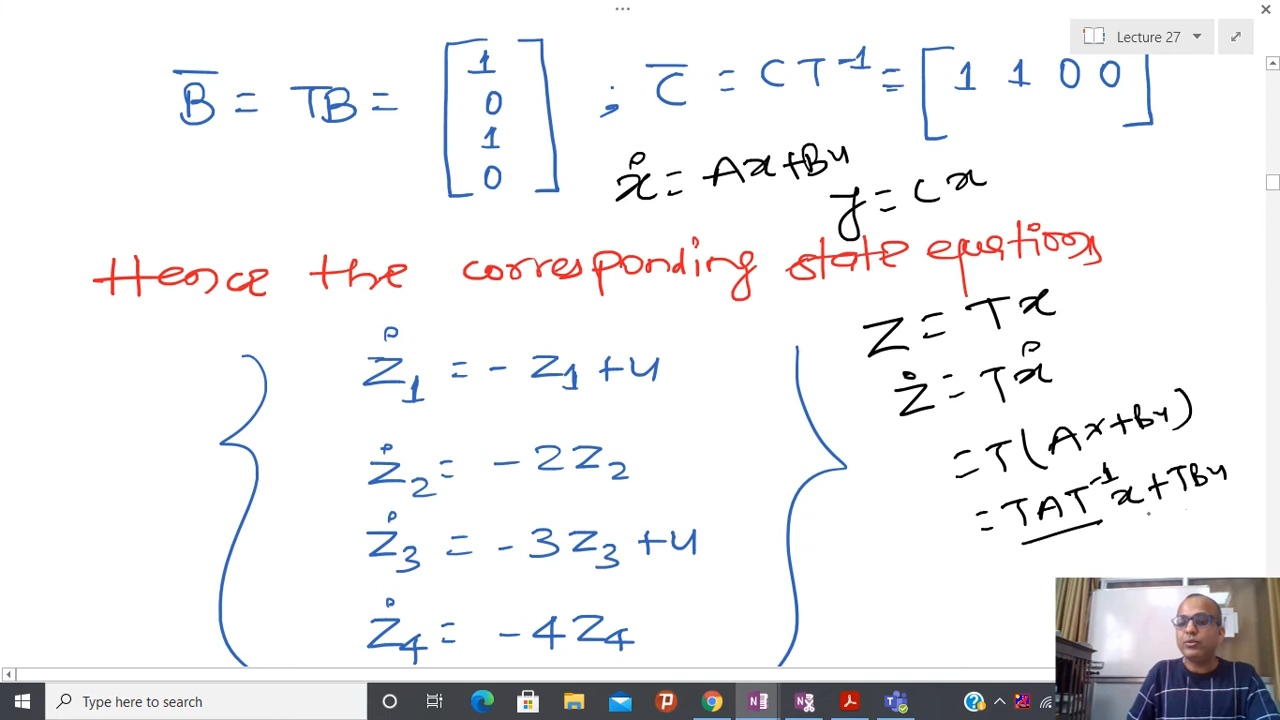 Lecture 27
B̅ = TB = [1 0 1 0] ; C̅ = CT⁻¹ = [1 1 0 0]
ẋ = Ax+Bu
y = Cx
Hence the corresponding state equations
Z = Tx
Ż₁ = - Z₁ + u
Ż = Tẋ
= T(Ax+Bu)
Ż₂ = - 2Z₂
= TAT⁻¹x + TBu
Ż₃ = - 3Z₃ + u
Ż₄ = - 4Z₄
Type here to search